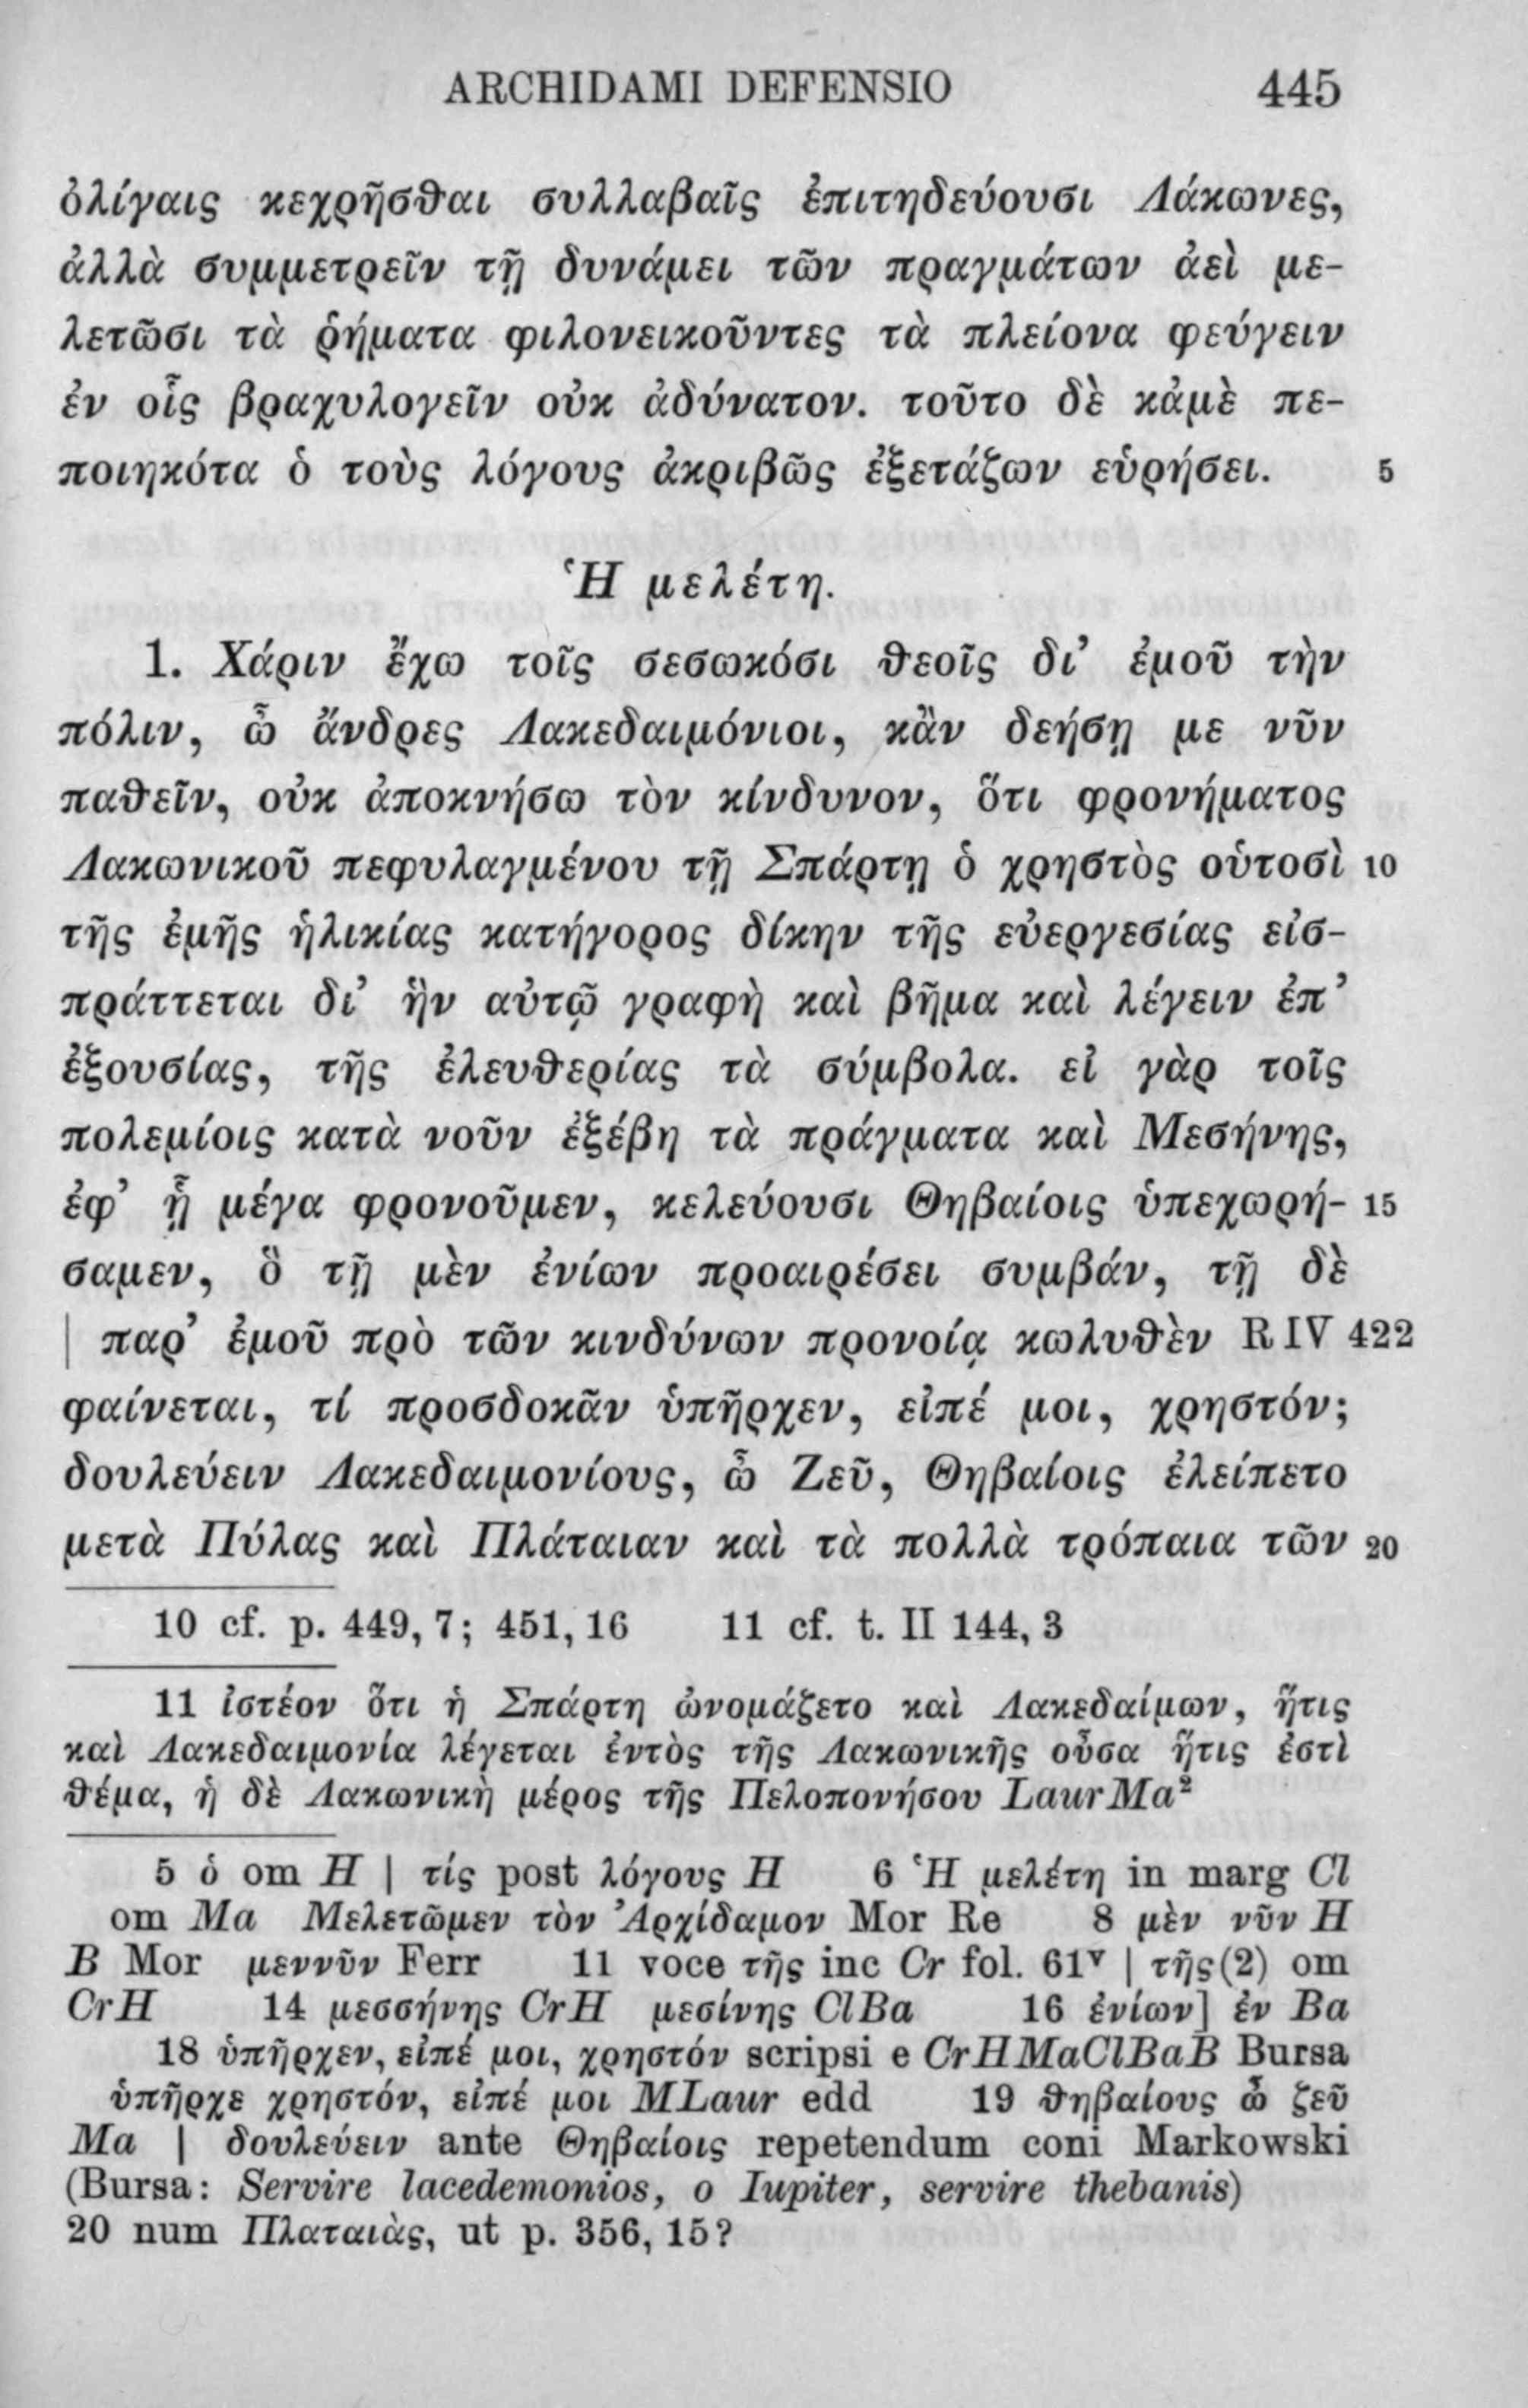 ARCHIDAMI DEFENSIO 445
ὀλίγαις κεχρῆσθαι συλλαβαῖς ἐπιτηδεύουσι Λάκωνες,
ἀλλὰ συμμετρεῖν τῇ δυνάμει τῶν πραγμάτων ἀεὶ με-
λετῶσι τὰ ῥήματα φιλονεικοῦντες τὰ πλείονα φεύγειν
ἐν οἷς βραχυλογεῖν οὐκ ἀδύνατον. τοῦτο δὲ κἀμὲ πε-
ποιηκότα ὁ τοὺς λόγους ἀκριβῶς ἐξετάζων εὑρήσει. 5
Ἡ μελέτη.
1. Χάριν ἔχω τοῖς σεσωκόσι θεοῖς δι’ ἐμοῦ τὴν
πόλιν, ὦ ἄνδρες Λακεδαιμόνιοι, κἂν δεήσῃ με νῦν
παθεῖν, οὐκ ἀποκνήσω τὸν κίνδυνον, ὅτι φρονήματος
Λακωνικοῦ πεφυλαγμένου τῇ Σπάρτῃ ὁ χρηστὸς οὑτοσὶ 10
τῆς ἐμῆς ἡλικίας κατήγορος δίκην τῆς εὐεργεσίας εἰσ-
πράττεται δι’ ἣν αὐτῷ γραφὴ καὶ βῆμα καὶ λέγειν ἐπ’
ἐξουσίας, τῆς ἐλευθερίας τὰ σύμβολα. εἰ γὰρ τοῖς
πολεμίοις κατὰ νοῦν ἐξέβη τὰ πράγματα καὶ Μεσήνης,
ἐφ’ ᾗ μέγα φρονοῦμεν, κελεύουσι Θηβαίοις ὑπεχωρή- 15
σαμεν, ὃ τῇ μὲν ἐνίων προαιρέσει συμβάν, τῇ δὲ
| παρ’ ἐμοῦ πρὸ τῶν κινδύνων προνοίᾳ κωλυθὲν R IV 422
φαίνεται, τί προσδοκᾶν ὑπῆρχεν, εἰπέ μοι, χρηστόν;
δουλεύειν Λακεδαιμονίους, ὦ Ζεῦ, Θηβαίοις ἐλείπετο
μετὰ Πύλας καὶ Πλάταιαν καὶ τὰ πολλὰ τρόπαια τῶν 20
10 cf. p. 449, 7; 451, 16 11 cf. t. II 144, 3
11 ἰστέον ὅτι ἡ Σπάρτη ὠνομάζετο καὶ Λακεδαίμων, ἥτις
καὶ Λακεδαιμονία λέγεται ἐντὸς τῆς Λακωνικῆς οὖσα ἥτις ἐστὶ
θέμα, ἡ δὲ Λακωνικὴ μέρος τῆς Πελοπονήσου Laur Ma²
5 ὁ om H | τίς post λόγους H 6 Ἡ μελέτη in marg Cl
om Ma Μελετῶμεν τὸν Ἀρχίδαμον Mor Re 8 μὲν νῦν H
B Mor μεννῦν Ferr 11 voce τῆς inc Cr fol. 61ᵛ | τῆς(2) om
CrH 14 μεσσήνης CrH μεσίνης ClBa 16 ἐνίων] ἐν Ba
18 ὑπῆρχεν, εἰπέ μοι, χρηστόν scripsi e CrHMaClBaB Bursa
ὑπῆρχε χρηστόν, εἰπέ μοι MLaur edd 19 θηβαίους ὦ ζεῦ
Ma | δουλεύειν ante Θηβαίοις repetendum coni Markowski
(Bursa: Servire lacedemonios, o Iupiter, servire thebanis)
20 num Πλαταιὰς, ut p. 356, 15?